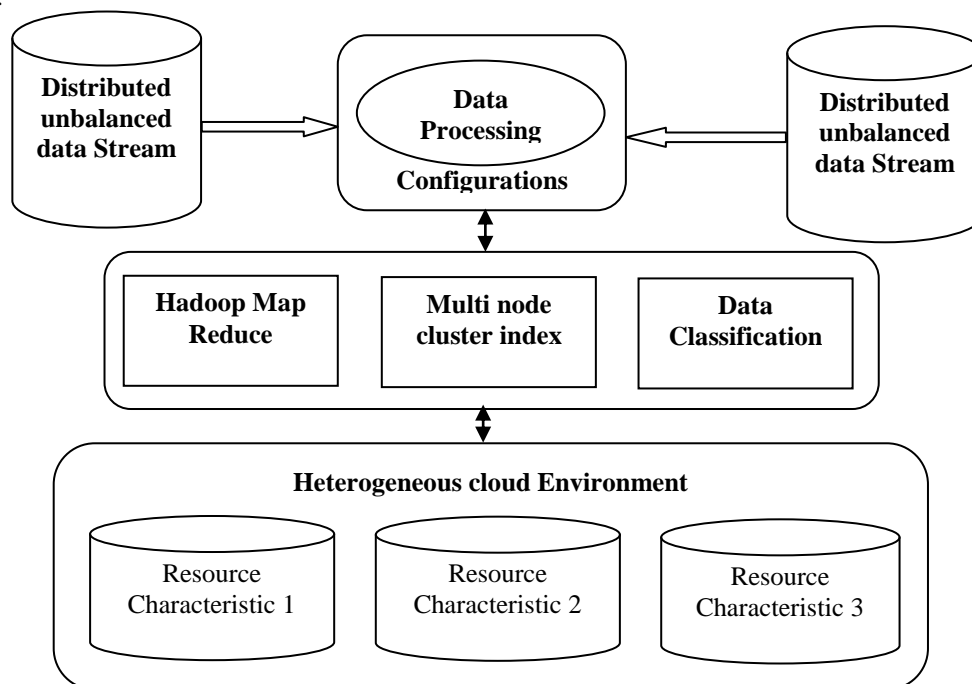 Distributed
unbalanced
data Stream
Data
Processing
Configurations
Distributed
unbalanced
data Stream
Hadoop Map
Reduce
Multi node
cluster index
Data
Classification
Heterogeneous cloud Environment
Resource
Characteristic 1
Resource
Characteristic 2
Resource
Characteristic 3